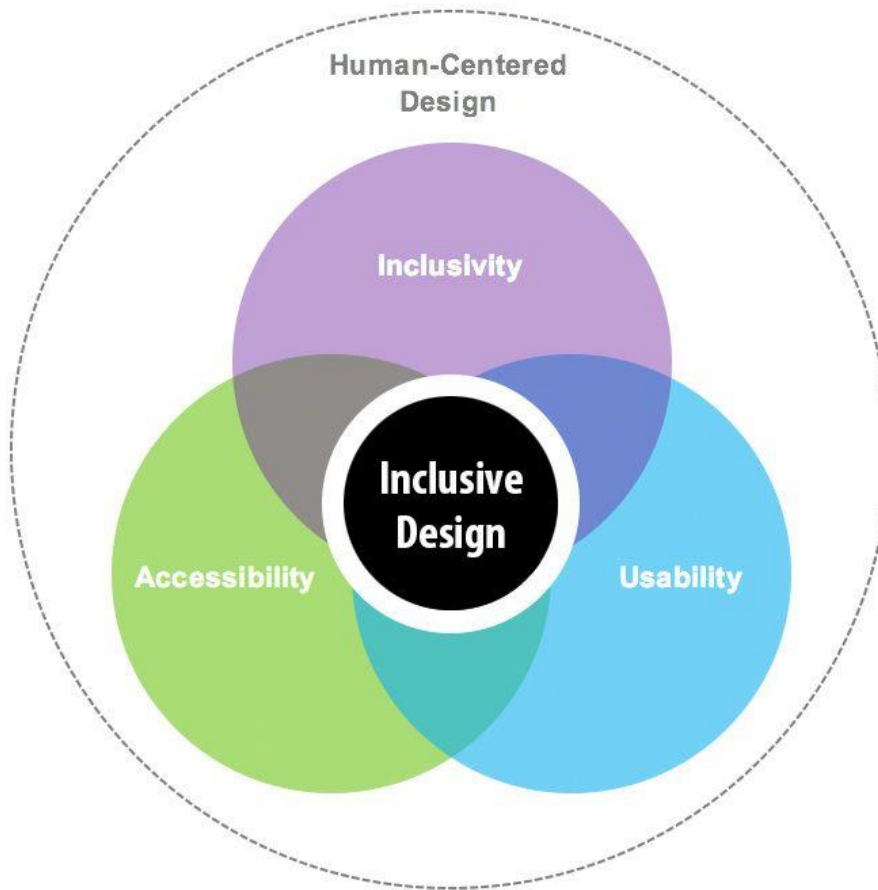 Human-Centered
Design
Inclusivity
Inclusive
Design
Accessibility
Usability